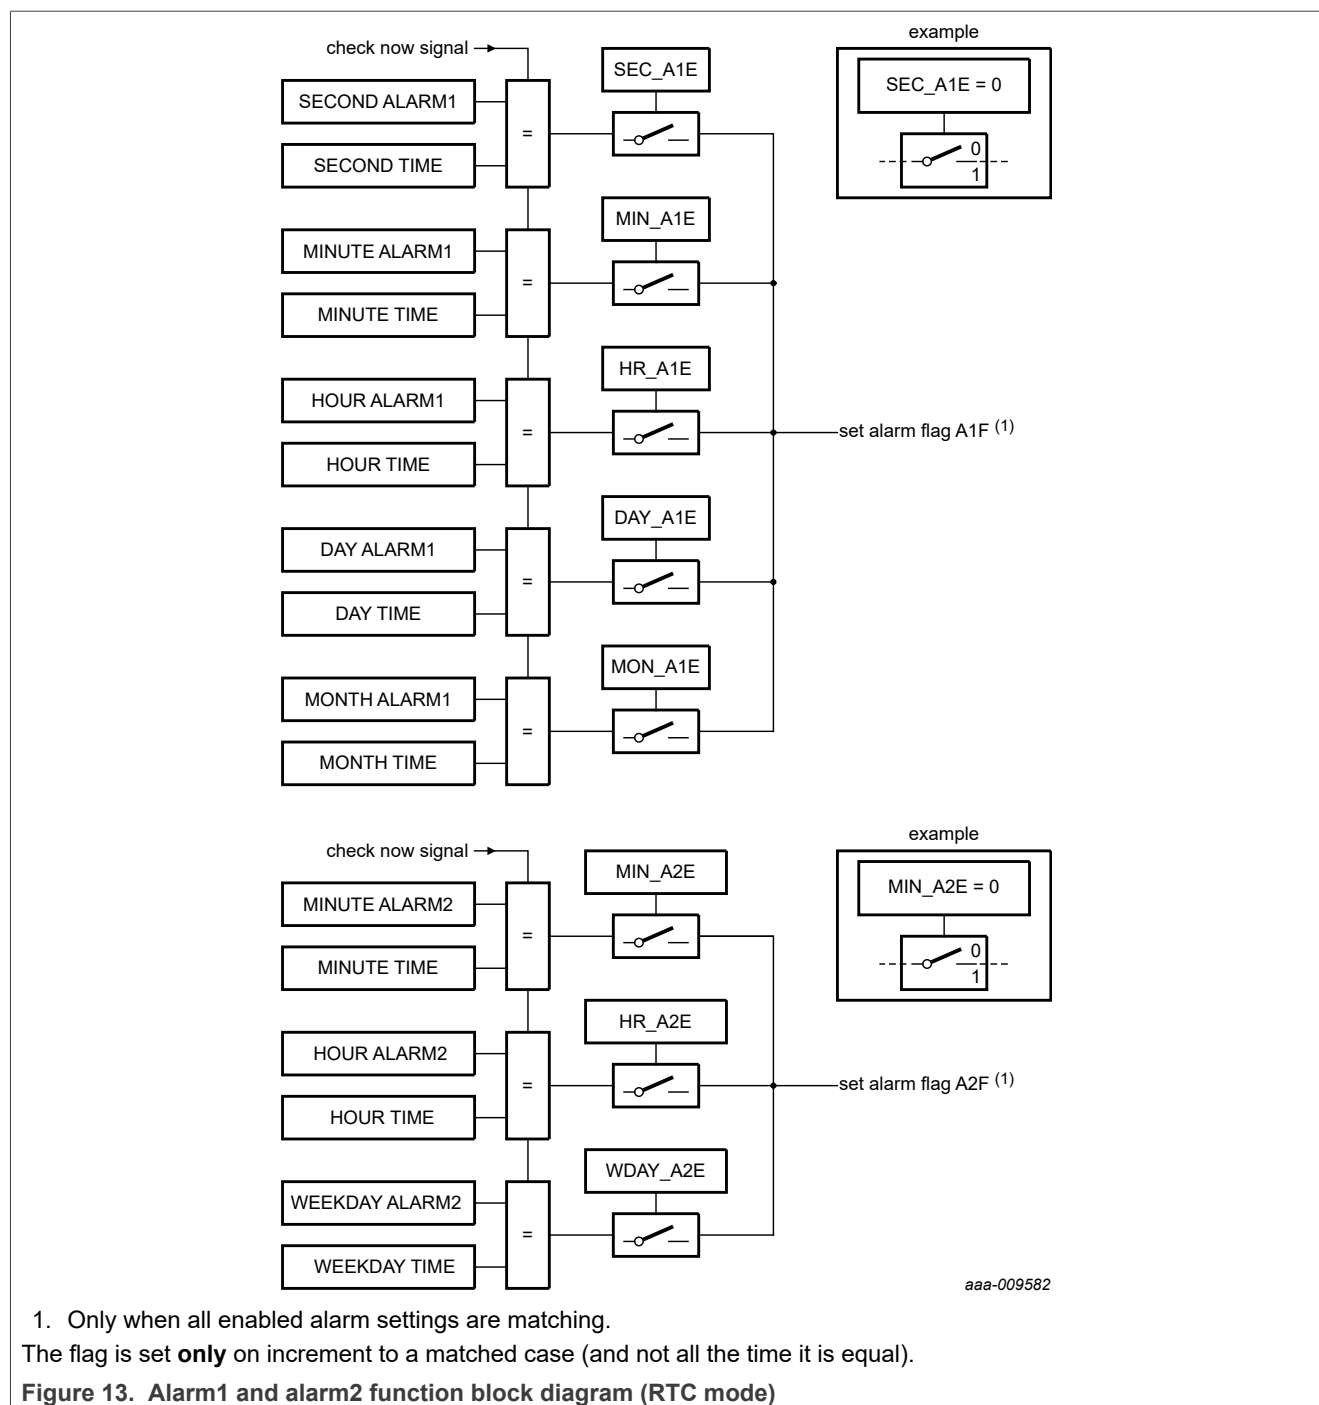 check now signal
SECOND ALARM1
SECOND TIME
=
SEC_A1E
example
SEC_A1E = 0
0
1
MINUTE ALARM1
MINUTE TIME
=
MIN_A1E
HOUR ALARM1
HOUR TIME
=
HR_A1E
set alarm flag A1F (1)
DAY ALARM1
DAY TIME
=
DAY_A1E
MONTH ALARM1
MONTH TIME
=
MON_A1E
check now signal
MINUTE ALARM2
MINUTE TIME
=
MIN_A2E
example
MIN_A2E = 0
0
1
HOUR ALARM2
HOUR TIME
=
HR_A2E
set alarm flag A2F (1)
WEEKDAY ALARM2
WEEKDAY TIME
=
WDAY_A2E
aaa-009582
1. Only when all enabled alarm settings are matching.
The flag is set only on increment to a matched case (and not all the time it is equal).
Figure 13. Alarm1 and alarm2 function block diagram (RTC mode)